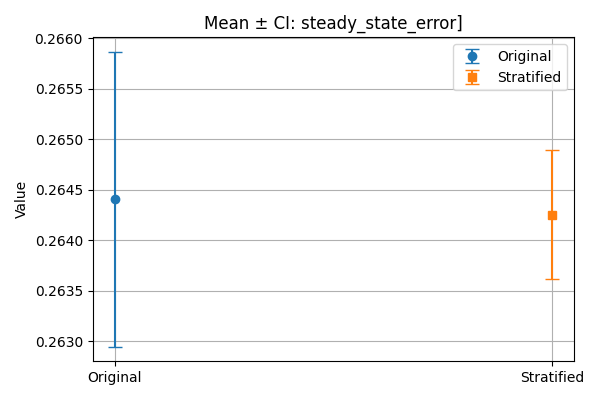 Mean ± CI: steady_state_error]
Value
0.2660
0.2655
0.2650
0.2645
0.2640
0.2635
0.2630
Original
Stratified
Original
Stratified